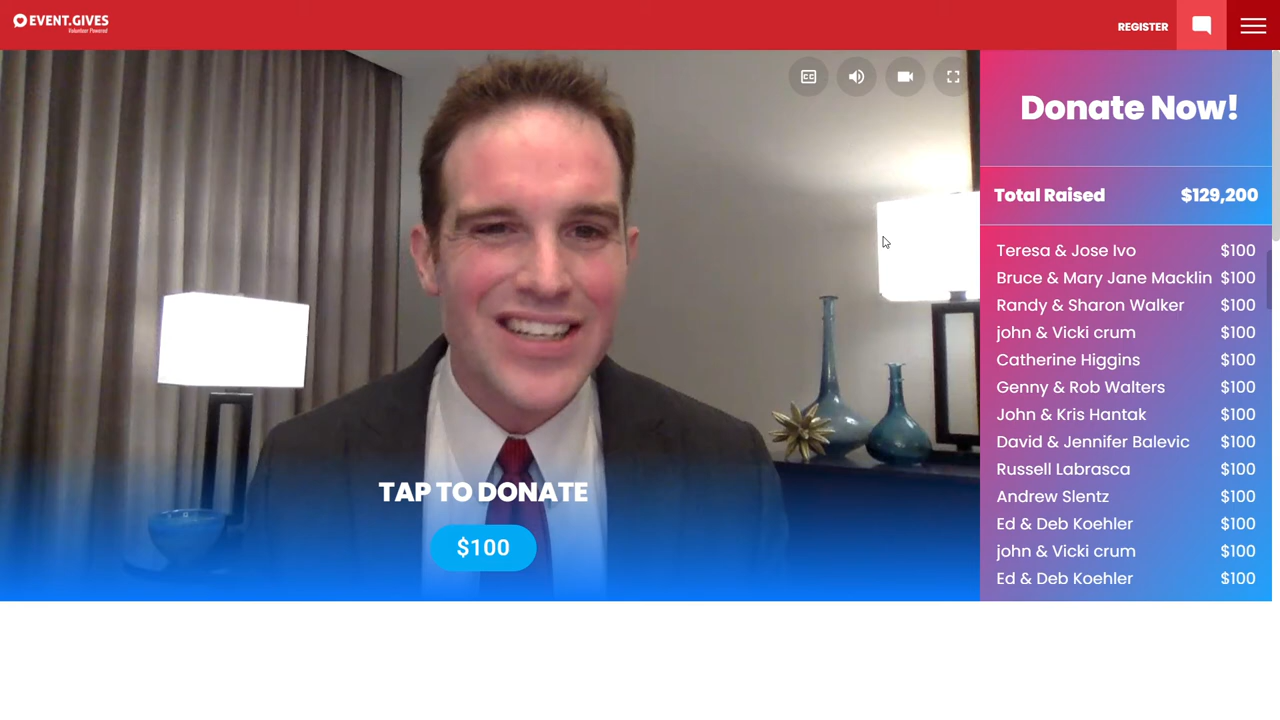 EVENT.GIVES
Volunteer Powered
REGISTER
CC
Donate Now!
Total Raised $129,200
Teresa & Jose Ivo $100
Bruce & Mary Jane Macklin $100
Randy & Sharon Walker $100
john & Vicki crum $100
Catherine Higgins $100
Genny & Rob Walters $100
John & Kris Hantak $100
David & Jennifer Balevic $100
Russell Labrasca $100
Andrew Slentz $100
Ed & Deb Koehler $100
john & Vicki crum $100
Ed & Deb Koehler $100
TAP TO DONATE
$100